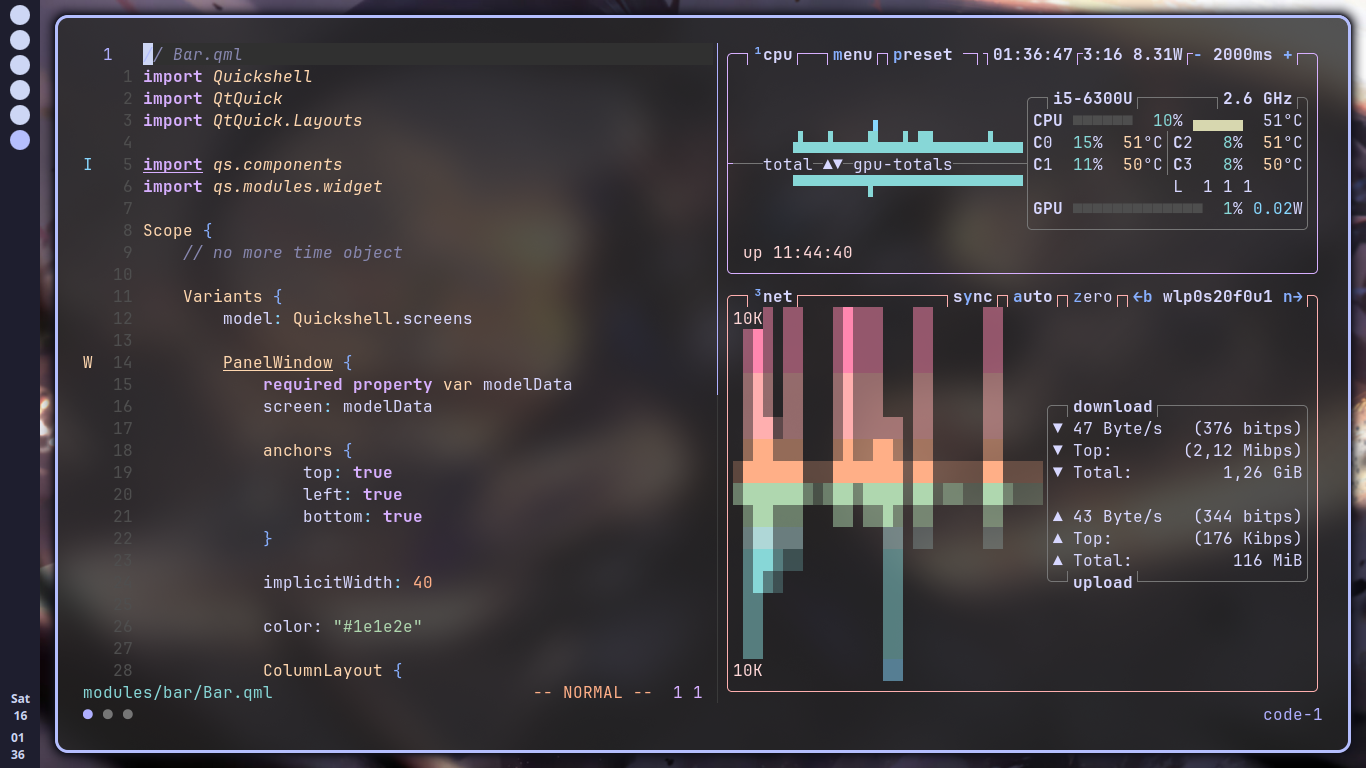 1 // Bar.qml
1 import Quickshell
2 import QtQuick
3 import QtQuick.Layouts
4
I 5 import qs.components
6 import qs.modules.widget
7
8 Scope {
9 // no more time object
10
11 Variants {
12 model: Quickshell.screens
13
W 14 PanelWindow {
15 required property var modelData
16 screen: modelData
17
18 anchors {
19 top: true
20 left: true
21 bottom: true
22 }
23
implicitWidth: 40
26 color: "#1e1e2e"
27
28 ColumnLayout {
modules/bar/Bar.qml -- NORMAL -- 1 1
¹cpu menu preset 01:36:47 3:16 8.31W - 2000ms +
i5-6300U 2.6 GHz
CPU 10% 51°C
C0 15% 51°C C2 8% 51°C
C1 11% 50°C C3 8% 50°C
L 1 1 1
GPU 1% 0.02W
total ▲▼ gpu-totals
up 11:44:40
³net sync auto zero ←b wlp0s20f0u1 n→
10K
download
▼ 47 Byte/s (376 bitps)
▼ Top: (2,12 Mibps)
▼ Total: 1,26 GiB
▲ 43 Byte/s (344 bitps)
▲ Top: (176 Kibps)
▲ Total: 116 MiB
upload
10K
code-1
Sat
16
01
36